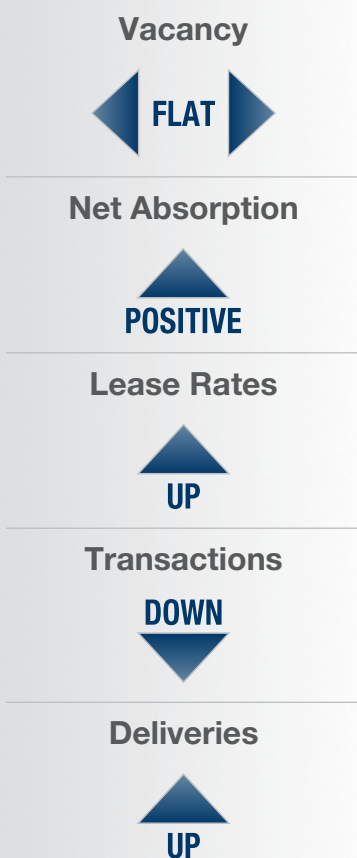 Vacancy
FLAT
Net Absorption
POSITIVE
Lease Rates
UP
Transactions
DOWN
Deliveries
UP